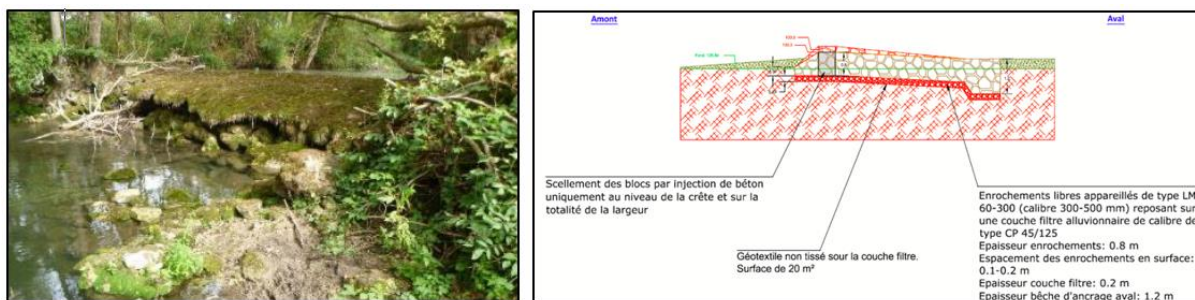 Amont
Aval
Scellement des blocs par injection de béton
uniquement au niveau de la crête et sur la
totalité de la largeur
Géotextile non tissé sour la couche filtre.
Surface de 20 m²
Enrochements libres appareillés de type LM
60-300 (calibre 300-500 mm) reposant sur
une couche filtre alluvionnaire de calibre de
type CP 45/125
Epaisseur enrochements: 0.8 m
Espacement des enrochements en surface:
0.1-0.2 m
Epaisseur couche filtre: 0.2 m
Epaisseur bêche d'ancrage aval: 1.2 m